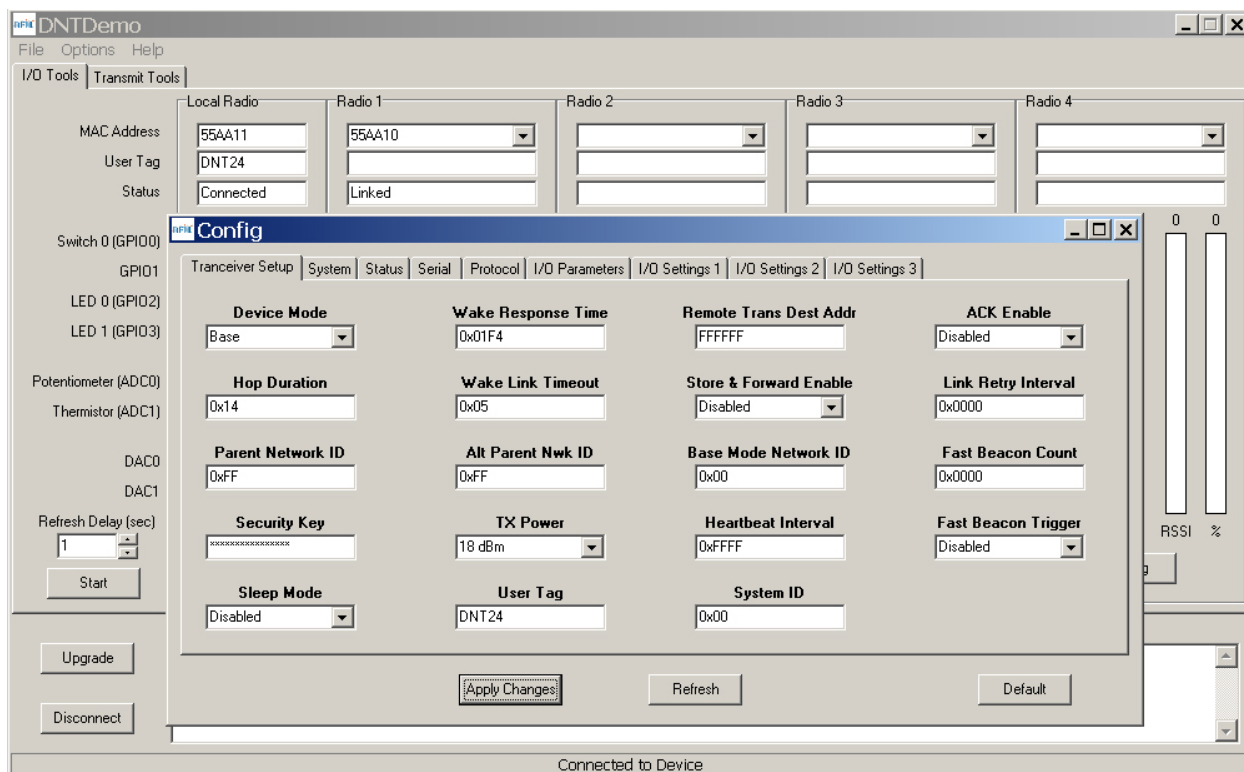 RFM DNTDemo
File Options Help
I/O Tools Transmit Tools
Local Radio Radio 1 Radio 2 Radio 3 Radio 4
MAC Address 55AA11 55AA10
User Tag DNT24
Status Connected Linked
0 0
Switch 0 (GPIO0)
GPIO1
LED 0 (GPIO2)
LED 1 (GPIO3)
Potentiometer (ADC0)
Thermistor (ADC1)
DAC0
DAC1
Refresh Delay (sec)
1
Start
RSSI %
g
Upgrade
Disconnect
RFM Config
Tranceiver Setup System Status Serial Protocol I/O Parameters I/O Settings 1 I/O Settings 2 I/O Settings 3
Device Mode Wake Response Time Remote Trans Dest Addr ACK Enable
Base 0x01F4 FFFFFF Disabled
Hop Duration Wake Link Timeout Store & Forward Enable Link Retry Interval
0x14 0x05 Disabled 0x0000
Parent Network ID Alt Parent Nwk ID Base Mode Network ID Fast Beacon Count
0xFF 0xFF 0x00 0x0000
Security Key TX Power Heartbeat Interval Fast Beacon Trigger
**************** 18 dBm 0xFFFF Disabled
Sleep Mode User Tag System ID
Disabled DNT24 0x00
Apply Changes Refresh Default
Connected to Device